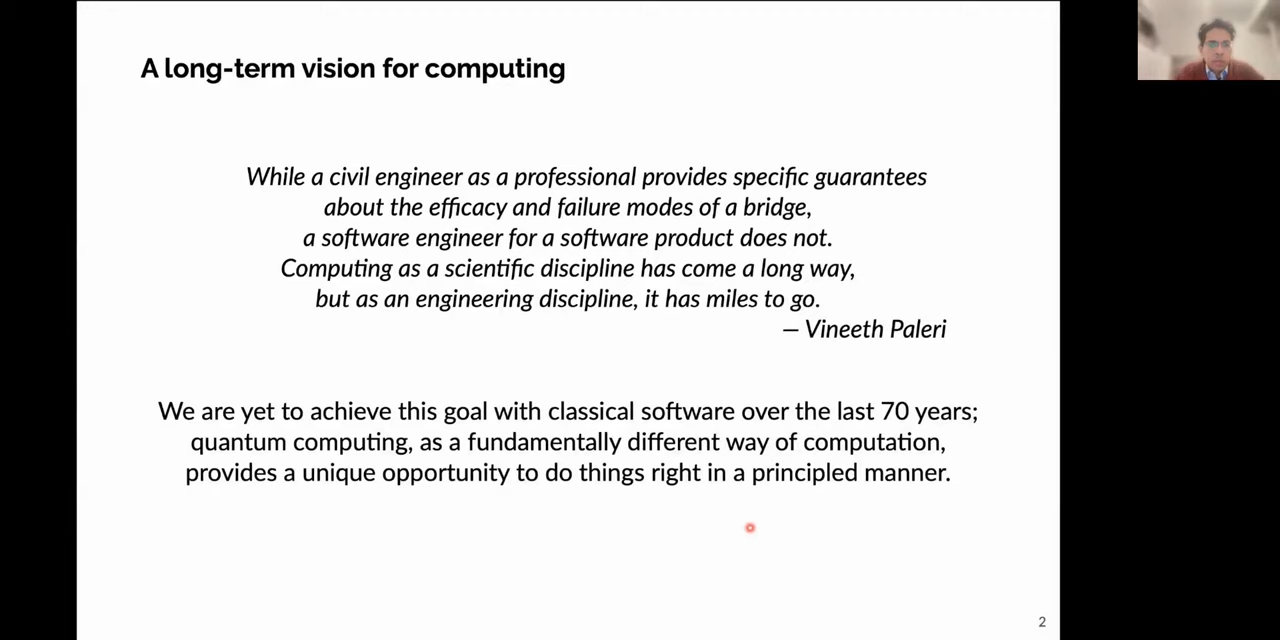 A long-term vision for computing
While a civil engineer as a professional provides specific guarantees
about the efficacy and failure modes of a bridge,
a software engineer for a software product does not.
Computing as a scientific discipline has come a long way,
but as an engineering discipline, it has miles to go.
— Vineeth Paleri
We are yet to achieve this goal with classical software over the last 70 years;
quantum computing, as a fundamentally different way of computation,
provides a unique opportunity to do things right in a principled manner.
2